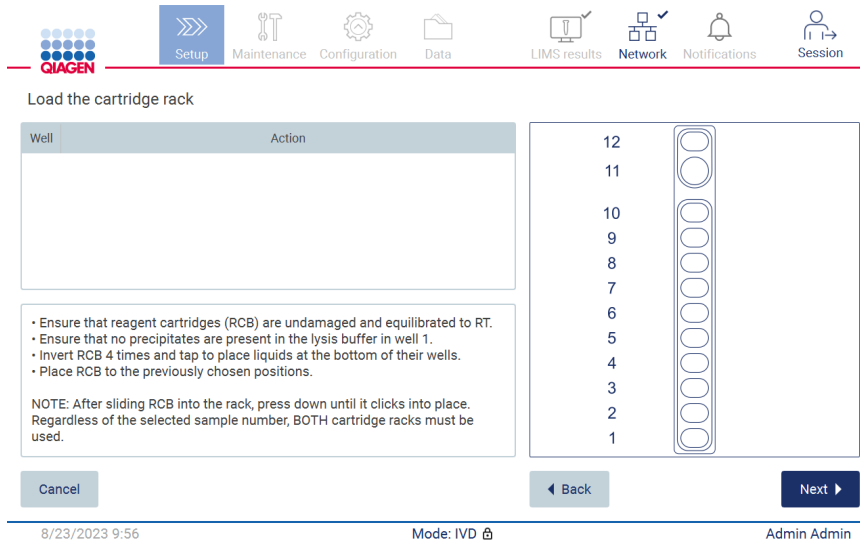 QIAGEN
Setup
Maintenance
Configuration
Data
LIMS results
Network
Notifications
Session
Load the cartridge rack
Well
Action
• Ensure that reagent cartridges (RCB) are undamaged and equilibrated to RT.
• Ensure that no precipitates are present in the lysis buffer in well 1.
• Invert RCB 4 times and tap to place liquids at the bottom of their wells.
• Place RCB to the previously chosen positions.
NOTE: After sliding RCB into the rack, press down until it clicks into place.
Regardless of the selected sample number, BOTH cartridge racks must be
used.
12
11
10
9
8
7
6
5
4
3
2
1
Cancel
Back
Next
8/23/2023 9:56
Mode: IVD
Admin Admin